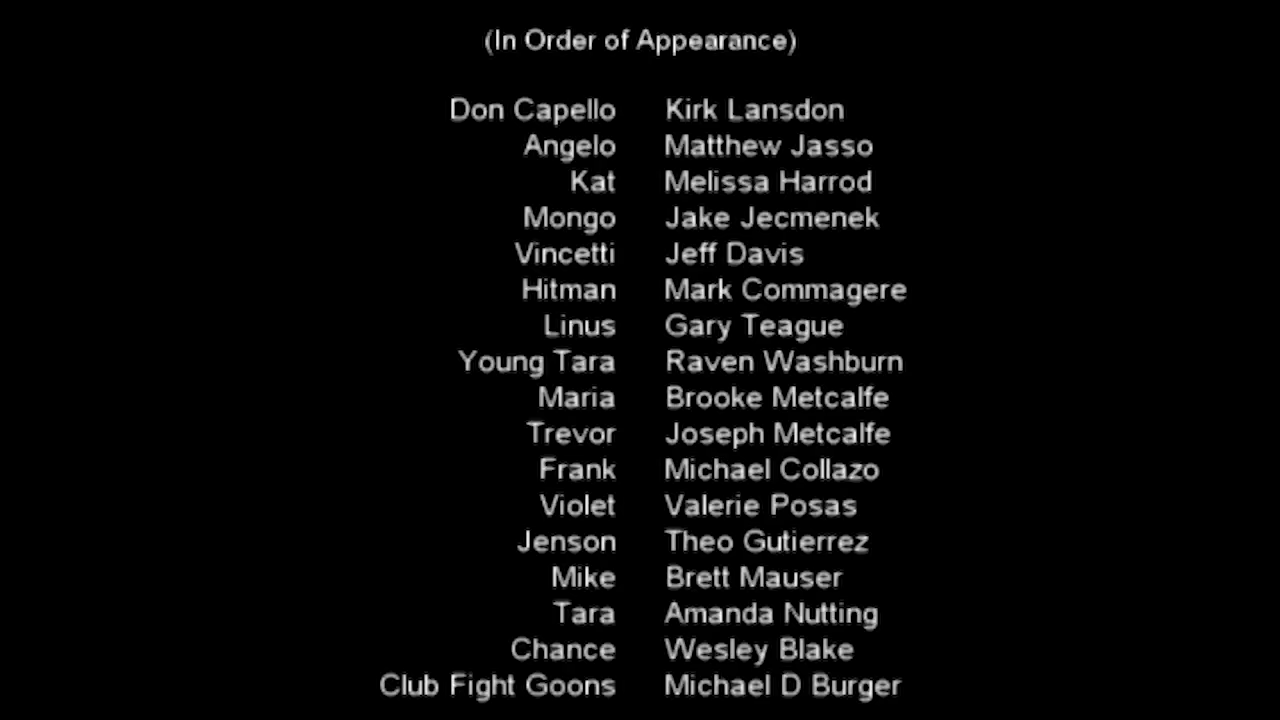 (In Order of Appearance)
Don Capello Kirk Lansdon
Angelo Matthew Jasso
Kat Melissa Harrod
Mongo Jake Jecmenek
Vincetti Jeff Davis
Hitman Mark Commagere
Linus Gary Teague
Young Tara Raven Washburn
Maria Brooke Metcalfe
Trevor Joseph Metcalfe
Frank Michael Collazo
Violet Valerie Posas
Jenson Theo Gutierrez
Mike Brett Mauser
Tara Amanda Nutting
Chance Wesley Blake
Club Fight Goons Michael D Burger